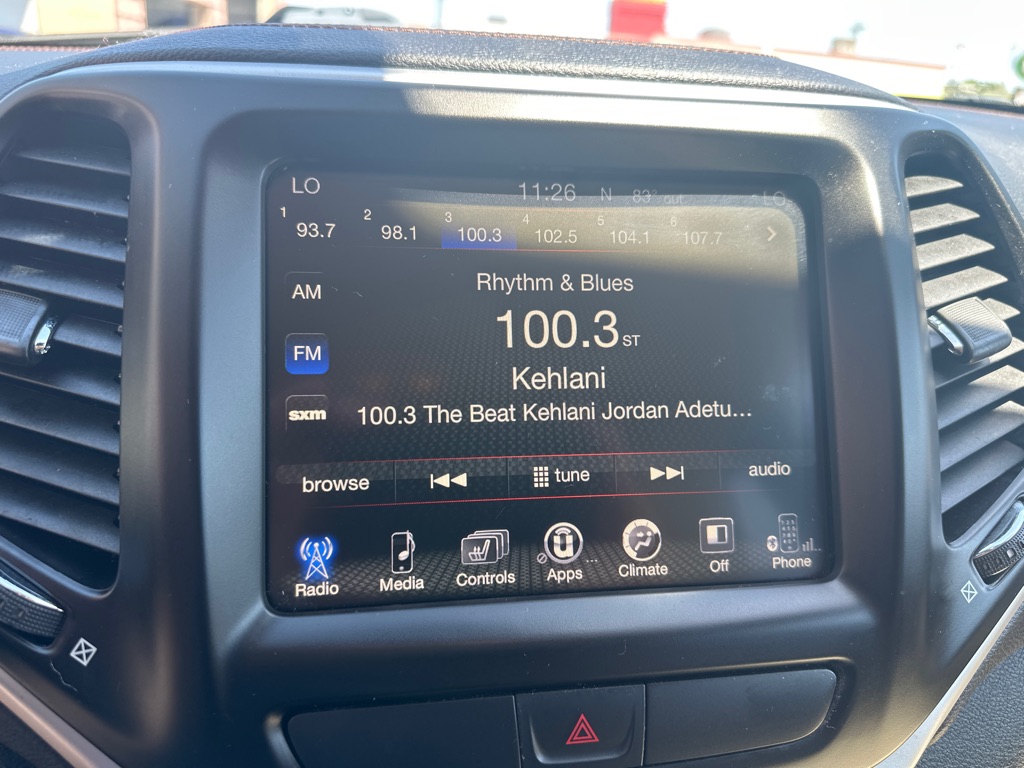 LO 11:26 N 83° out LO
1 93.7 2 98.1 3 100.3 4 102.5 5 104.1 6 107.7
Rhythm & Blues
AM
100.3 ST
FM
Kehlani
sxm
100.3 The Beat Kehlani Jordan Adetu...
browse tune audio
Radio Media Controls Apps ... Climate Off Phone